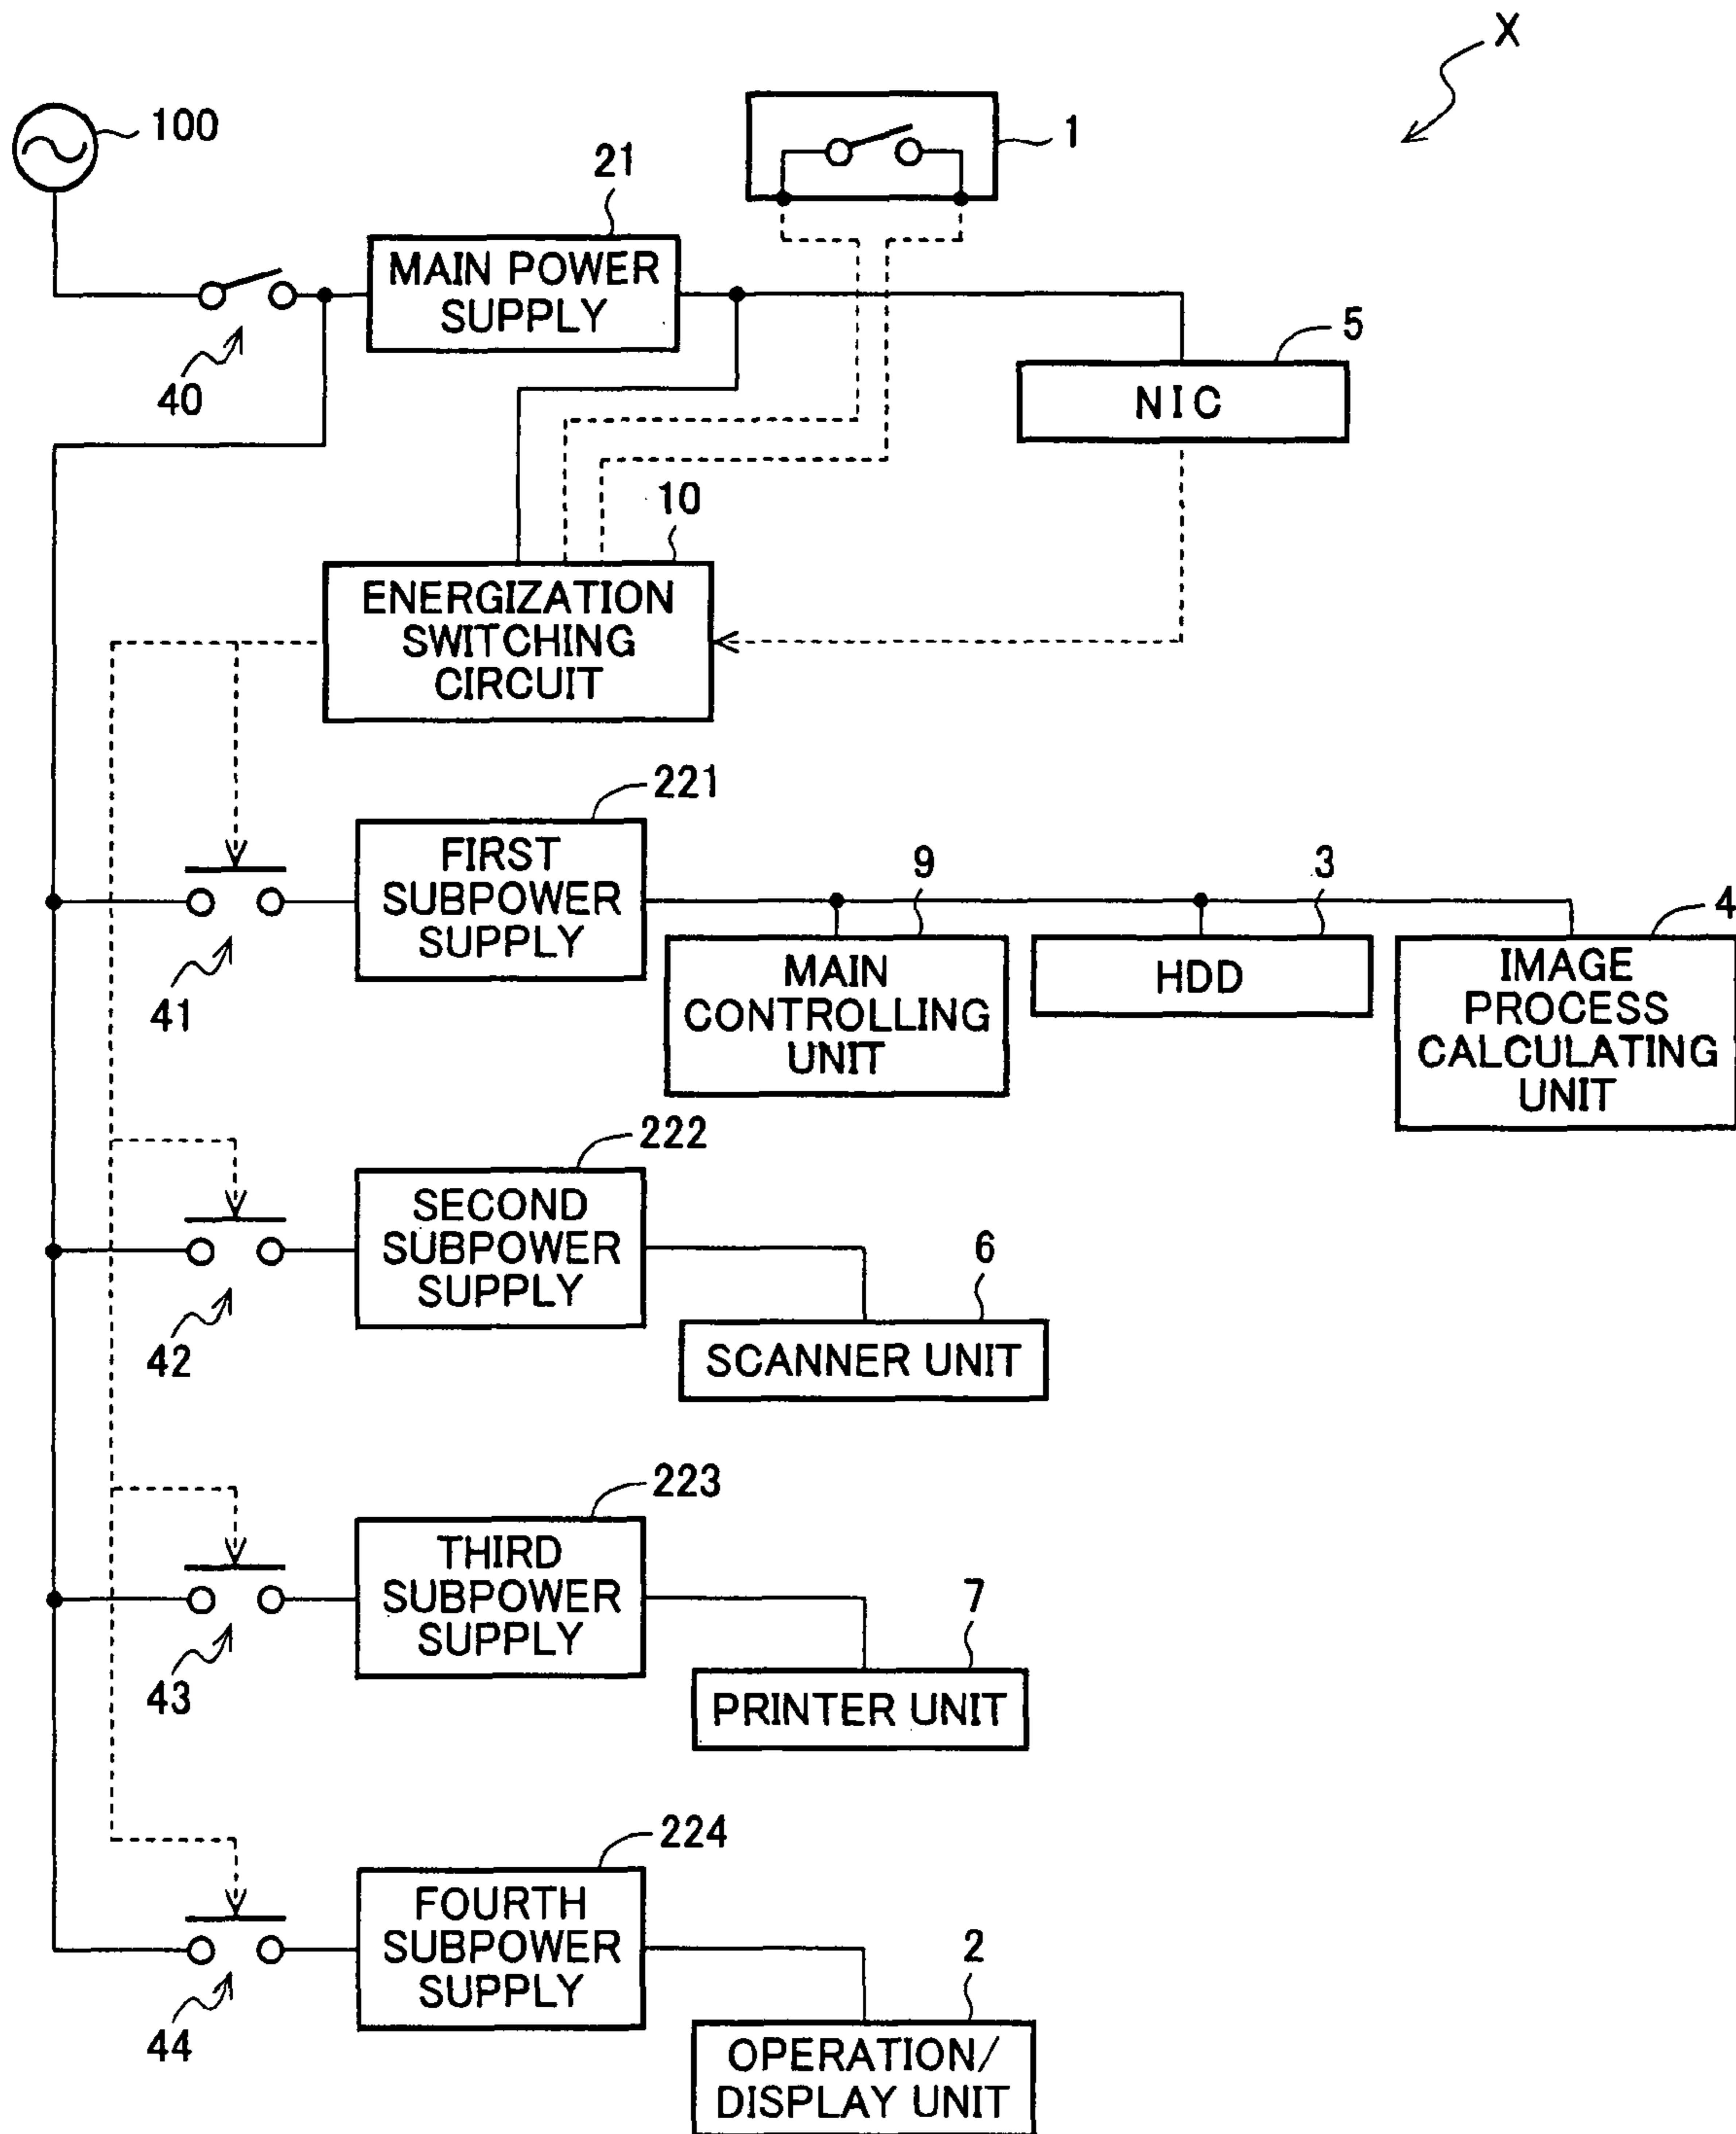 X
100
1
21
MAIN POWER
SUPPLY
40
5
NIC
10
ENERGIZATION
SWITCHING
CIRCUIT
221
FIRST
SUBPOWER
SUPPLY
41
9
MAIN
CONTROLLING
UNIT
3
HDD
4
IMAGE
PROCESS
CALCULATING
UNIT
222
SECOND
SUBPOWER
SUPPLY
42
6
SCANNER UNIT
223
THIRD
SUBPOWER
SUPPLY
43
7
PRINTER UNIT
224
FOURTH
SUBPOWER
SUPPLY
44
2
OPERATION/
DISPLAY UNIT